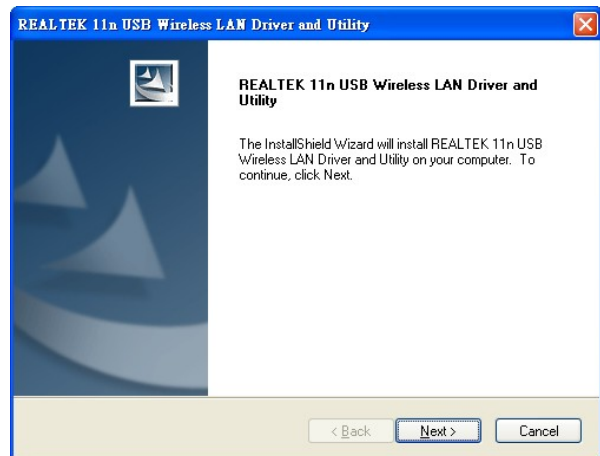 REALTEK 11n USB Wireless LAN Driver and Utility
REALTEK 11n USB Wireless LAN Driver and
Utility
The InstallShield Wizard will install REALTEK 11n USB
Wireless LAN Driver and Utility on your computer. To
continue, click Next.
< Back Next > Cancel